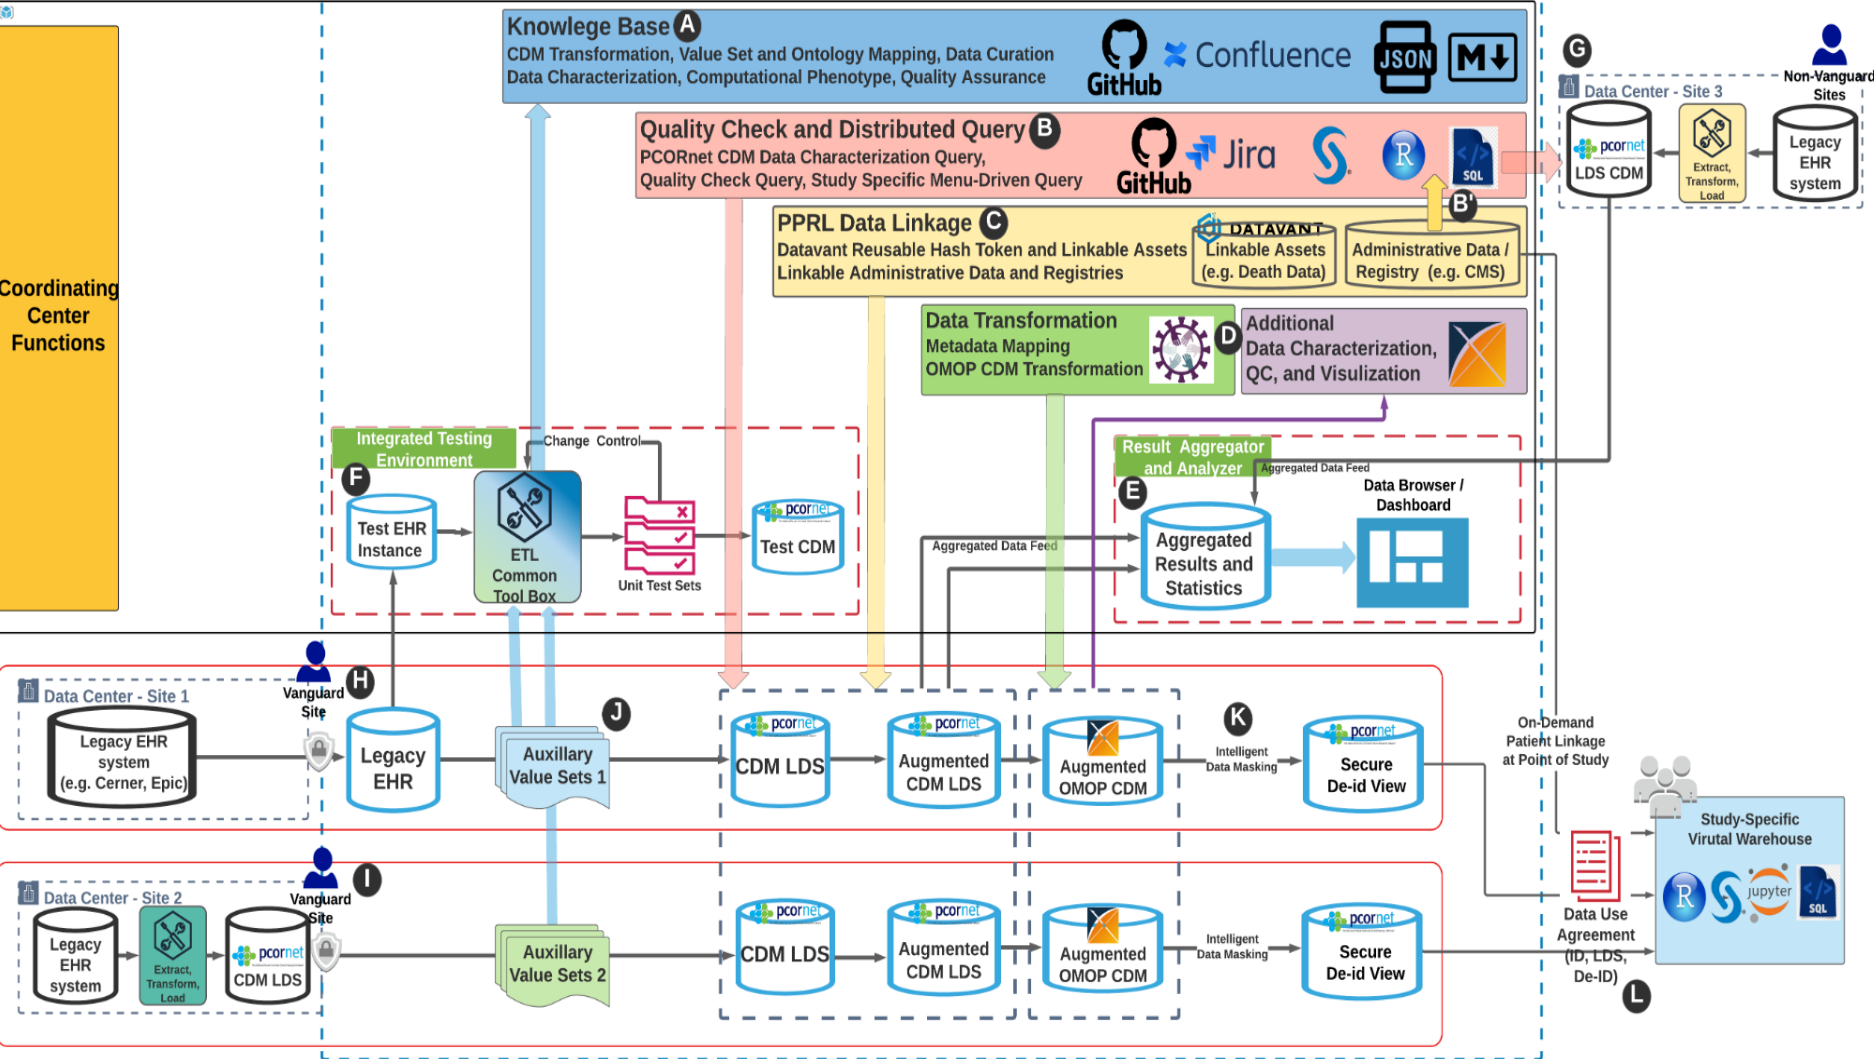 Coordinating
Center
Functions
Knowlege Base A
CDM Transformation, Value Set and Ontology Mapping, Data Curation
Data Characterization, Computational Phenotype, Quality Assurance
GitHub
Confluence
JSON
M
Quality Check and Distributed Query B
PCORnet CDM Data Characterization Query,
Quality Check Query, Study Specific Menu-Driven Query
GitHub
Jira
R
</>
SQL
B'
PPRL Data Linkage C
Datavant Reusable Hash Token and Linkable Assets
Linkable Administrative Data and Registries
DATAVANT
Linkable Assets
(e.g. Death Data)
Administrative Data /
Registry (e.g. CMS)
Data Transformation
Metadata Mapping
OMOP CDM Transformation
D
Additional
Data Characterization,
QC, and Visulization
G
Non-Vanguard
Sites
Data Center - Site 3
pcornet
LDS CDM
Extract,
Transform,
Load
Legacy
EHR
system
Integrated Testing
Environment
F
Change Control
Test EHR
Instance
ETL
Common
Tool Box
Unit Test Sets
pcornet
Test CDM
Result Aggregator
and Analyzer
E
Aggregated Data Feed
Aggregated Data Feed
Aggregated
Results and
Statistics
Data Browser /
Dashboard
Data Center - Site 1
Legacy EHR
system
(e.g. Cerner, Epic)
Vanguard
Site
H
Legacy
EHR
J
Auxillary
Value Sets 1
pcornet
CDM LDS
pcornet
Augmented
CDM LDS
Augmented
OMOP CDM
K
Intelligent
Data Masking
pcornet
Secure
De-id View
On-Demand
Patient Linkage
at Point of Study
Data Center - Site 2
Legacy
EHR
system
Extract,
Transform,
Load
pcornet
CDM LDS
Vanguard
Site
I
Auxillary
Value Sets 2
pcornet
CDM LDS
pcornet
Augmented
CDM LDS
Augmented
OMOP CDM
Intelligent
Data Masking
pcornet
Secure
De-id View
Data Use
Agreement
(ID, LDS,
De-ID)
L
Study-Specific
Virutal Warehouse
R
jupyter
</>
SQL